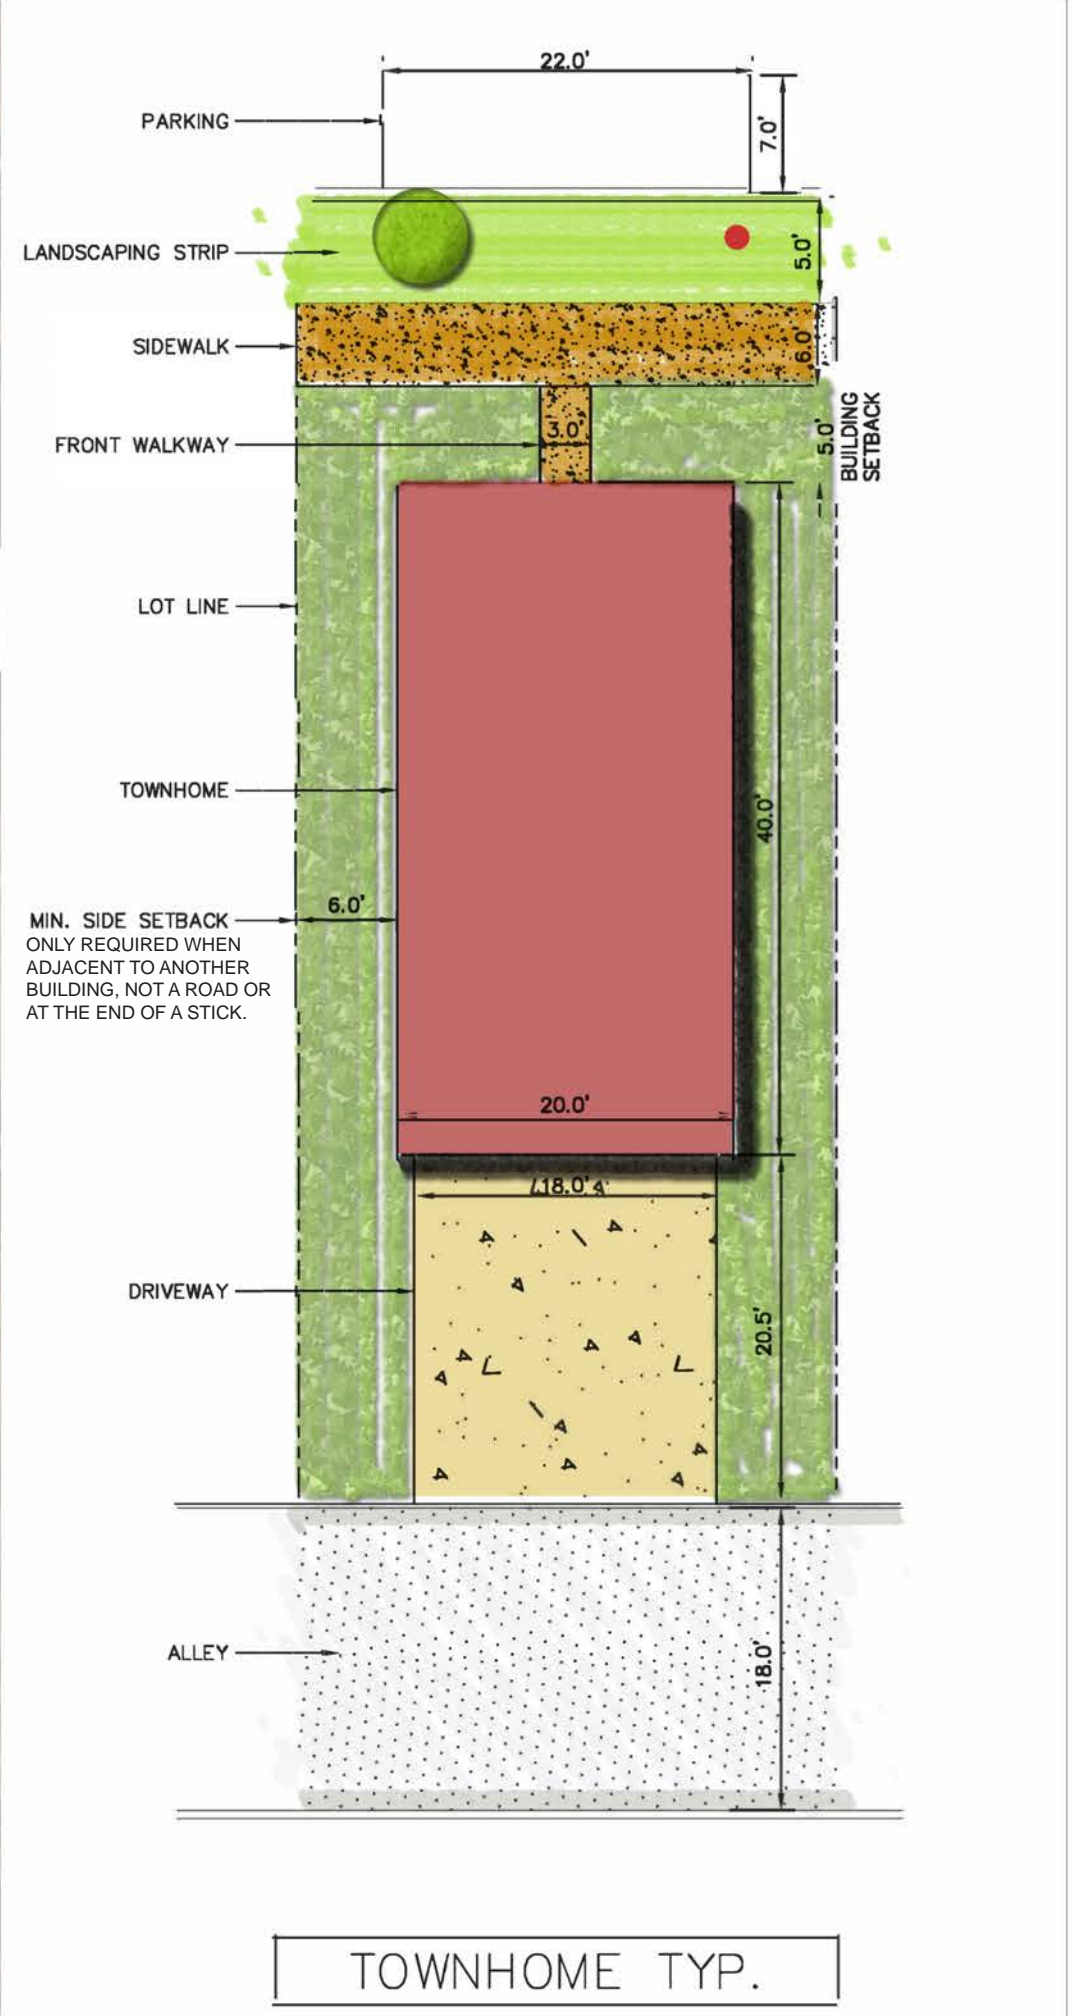 22.0'
PARKING
7.0'
LANDSCAPING STRIP
5.0'
SIDEWALK
6.0'
FRONT WALKWAY
3.0'
5.0'
BUILDING
SETBACK
LOT LINE
TOWNHOME
40.0'
MIN. SIDE SETBACK
6.0'
ONLY REQUIRED WHEN
ADJACENT TO ANOTHER
BUILDING, NOT A ROAD OR
AT THE END OF A STICK.
20.0'
18.0'
DRIVEWAY
20.5'
ALLEY
18.0'
TOWNHOME TYP.